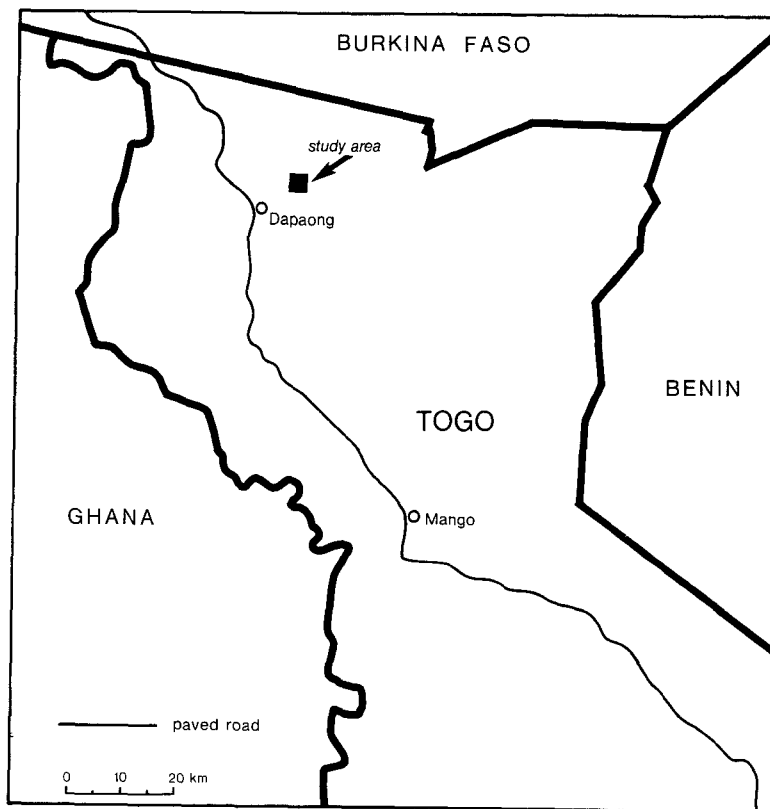 BURKINA FASO
study area
Dapaong
TOGO
BENIN
GHANA
Mango
paved road
0 10 20 km